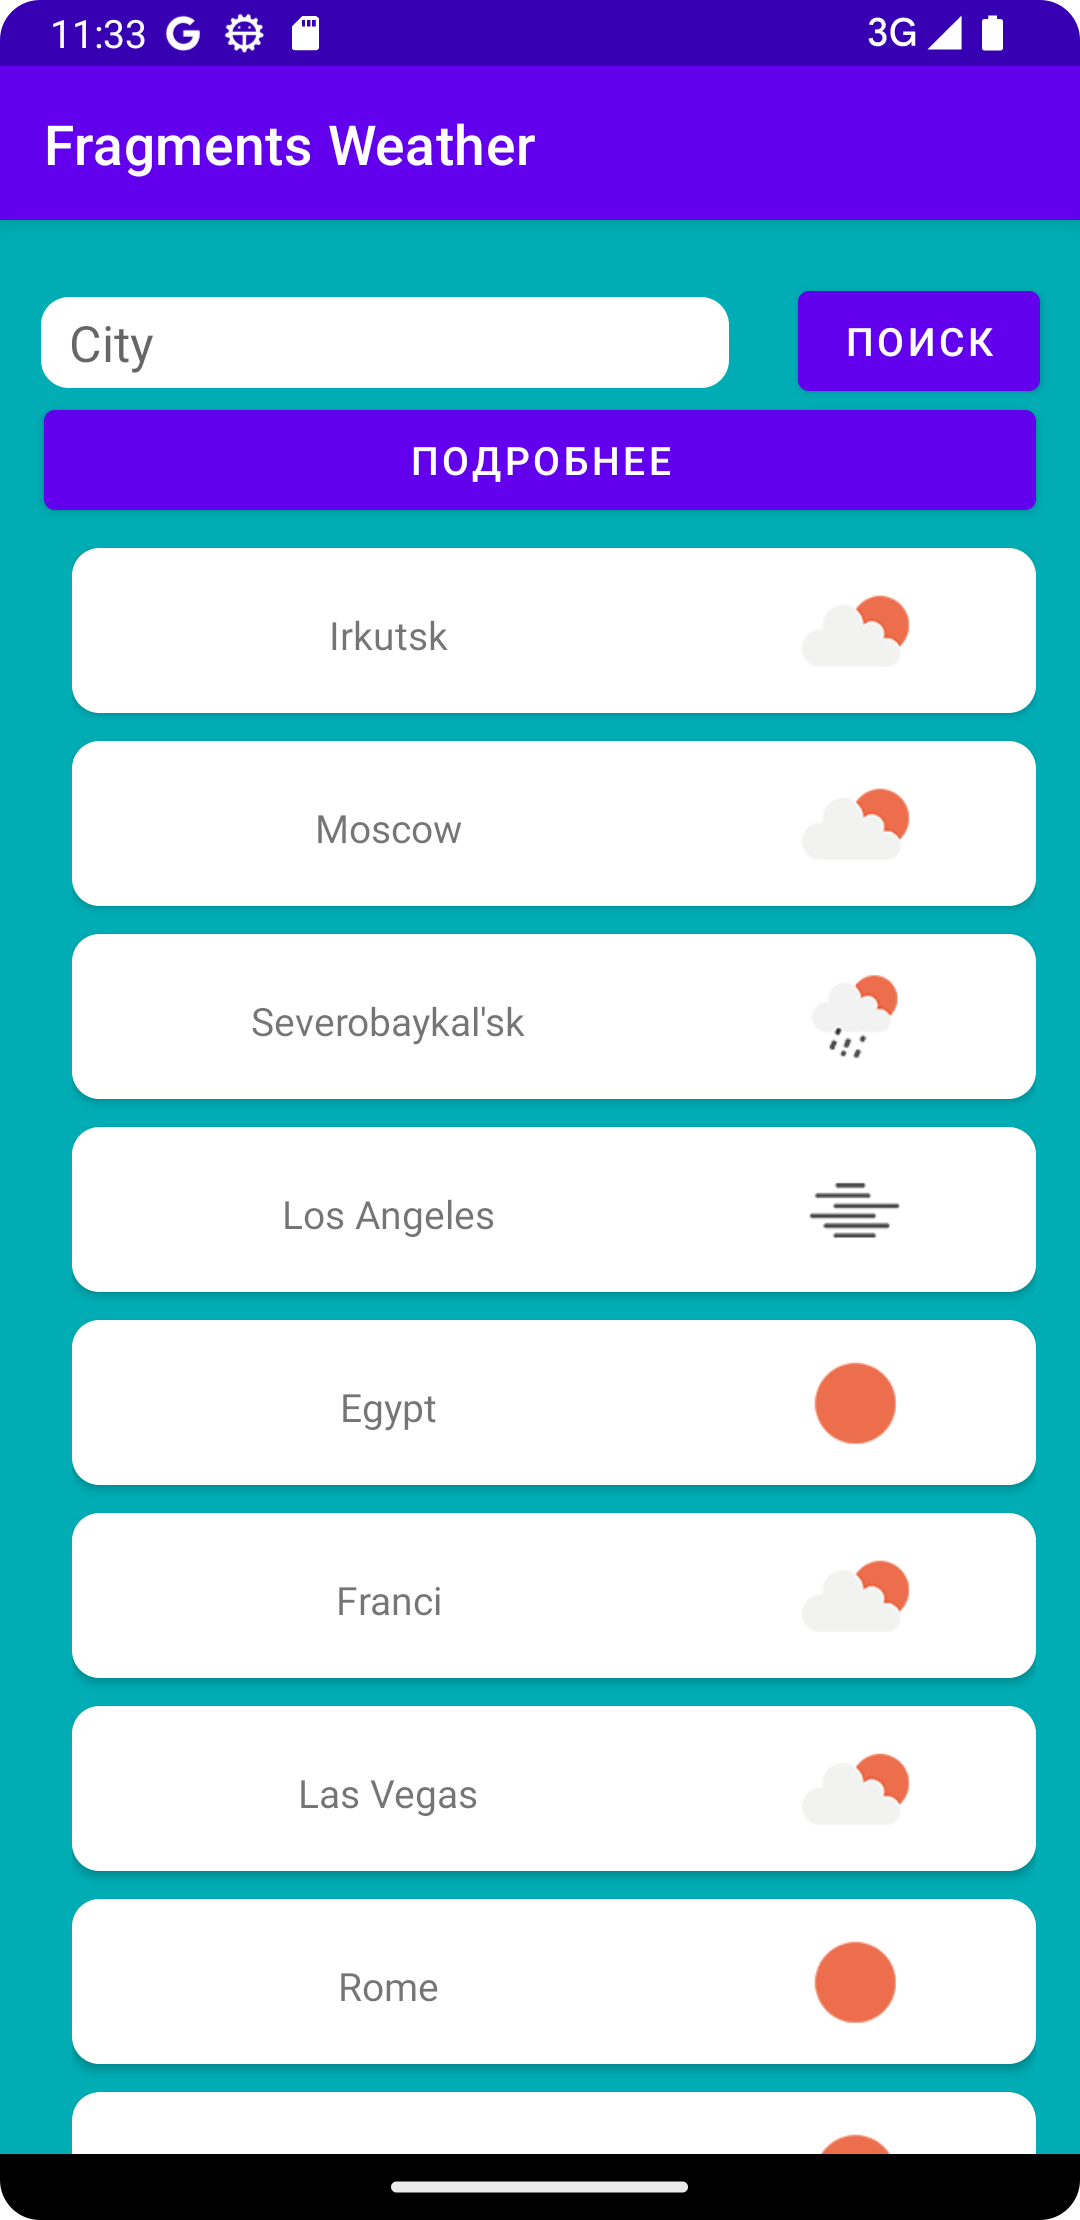 11:33 3G
Fragments Weather
City
ПОИСК
ПОДРОБНЕЕ
Irkutsk
Moscow
Severobaykal'sk
Los Angeles
Egypt
Franci
Las Vegas
Rome